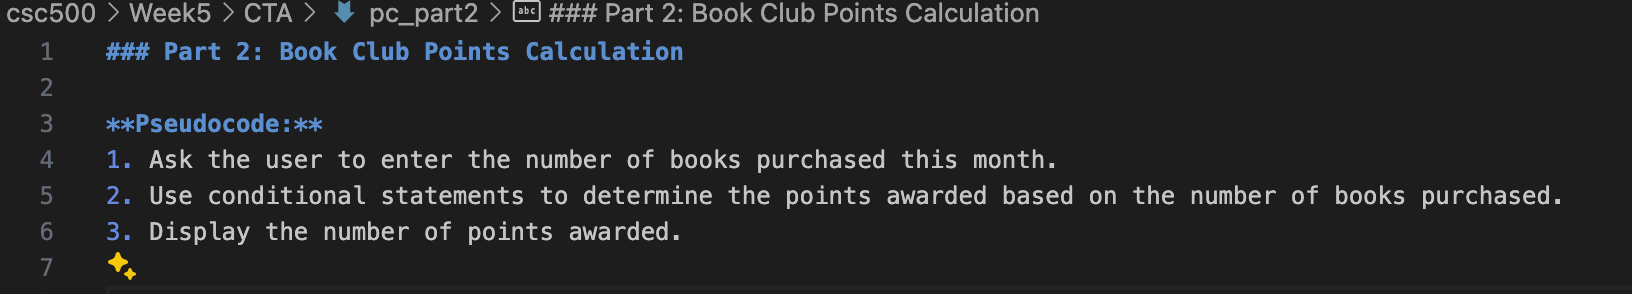 csc500 > Week5 > CTA > pc_part2 > abc ### Part 2: Book Club Points Calculation
1 ### Part 2: Book Club Points Calculation
2
3 **Pseudocode:**
4 1. Ask the user to enter the number of books purchased this month.
5 2. Use conditional statements to determine the points awarded based on the number of books purchased.
6 3. Display the number of points awarded.
7